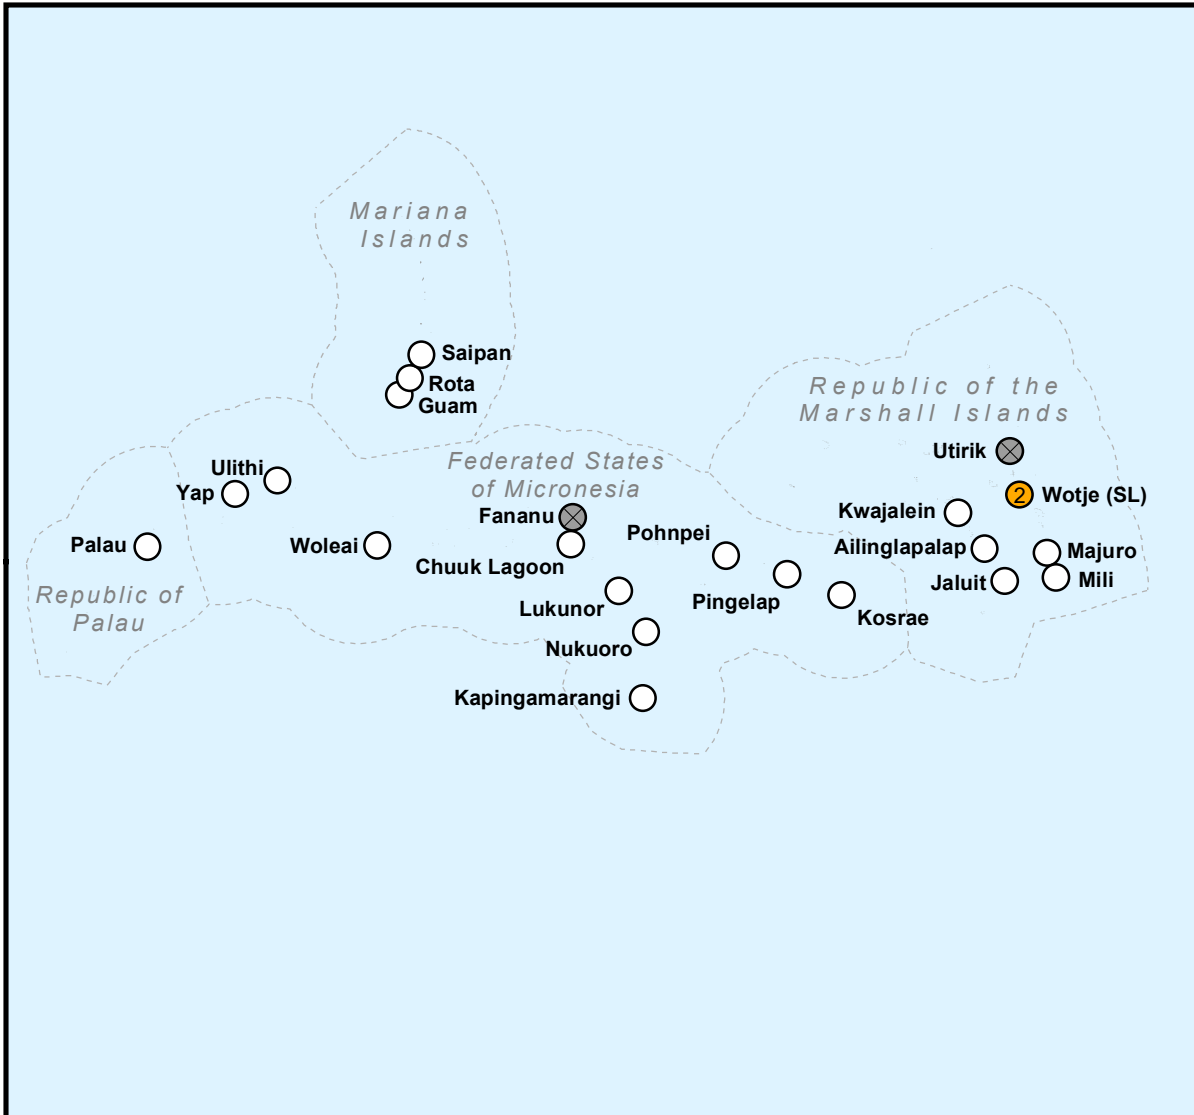 Mariana
Islands
Saipan
Rota
Guam
Republic of the
Marshall Islands
Utirik
Ulithi
Federated States
of Micronesia
Yap
2 Wotje (SL)
Fananu
Kwajalein
Pohnpei
Palau
Woleai
Ailinglapalap
Majuro
Chuuk Lagoon
Jaluit
Mili
Republic of
Palau
Lukunor
Pingelap
Kosrae
Nukuoro
Kapingamarangi